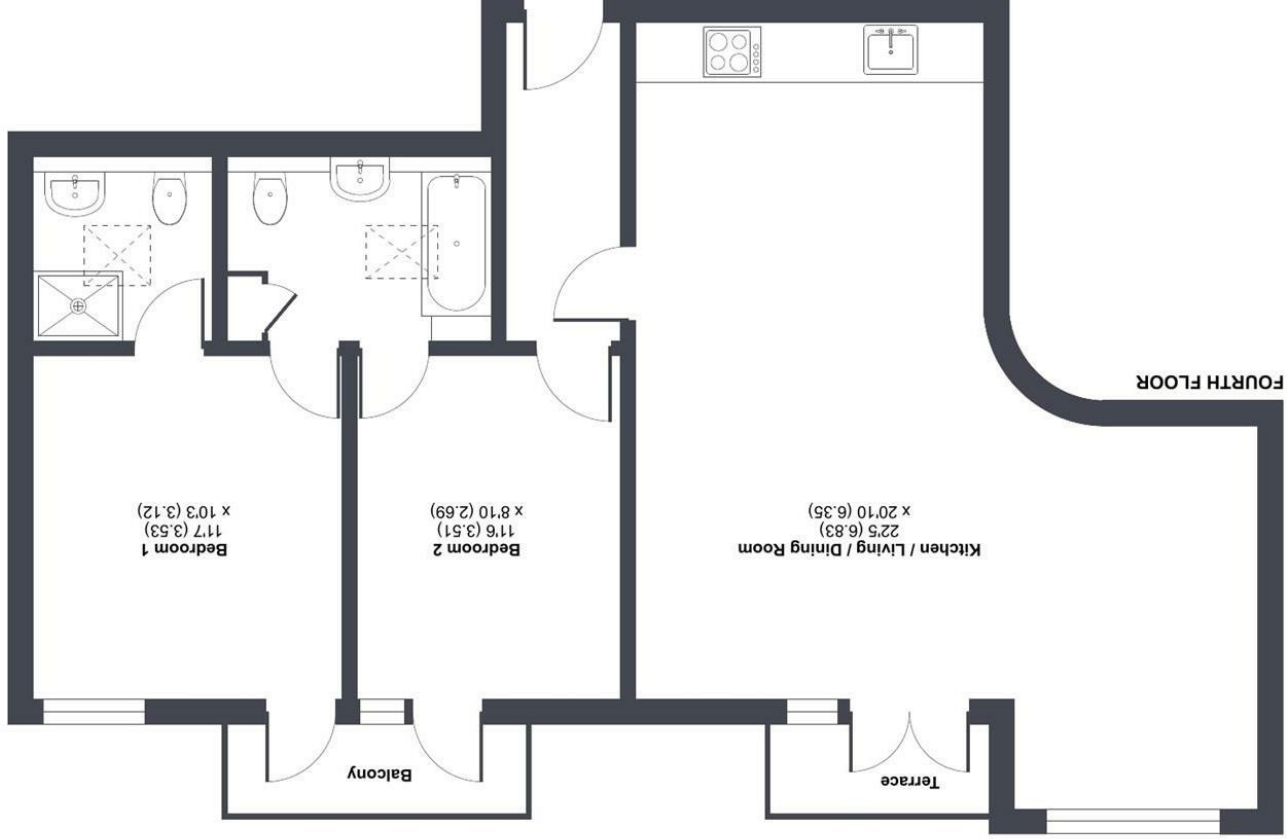 Terrace
Balcony
Kitchen / Living / Dining Room
22'5 (6.83)
x 20'10 (6.35)
Bedroom 2
11'6 (3.51)
x 8'10 (2.69)
Bedroom 1
11'7 (3.53)
x 10'3 (3.12)
FOURTH FLOOR